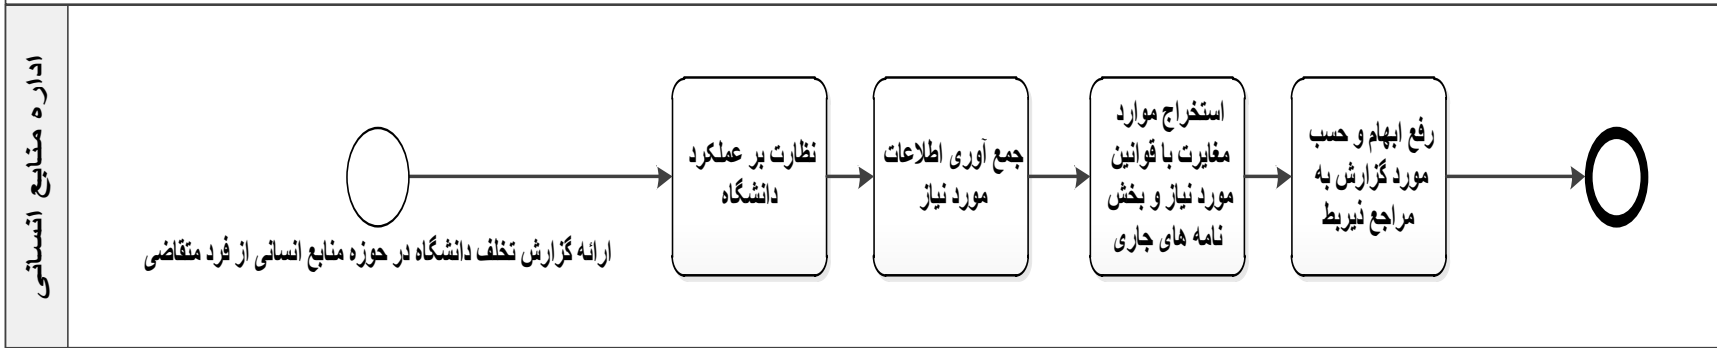 اداره منابع انسانی
ارائه گزارش تخلف دانشگاه در حوزه منابع انسانی از فرد متقاضی
نظارت بر عملکرد
دانشگاه
جمع آوری اطلاعات
مورد نیاز
استخراج موارد
مغایرت با قوانین
مورد نیاز و بخش
نامه های جاری
رفع ابهام و حسب
مورد گزارش به
مراجع ذیربط